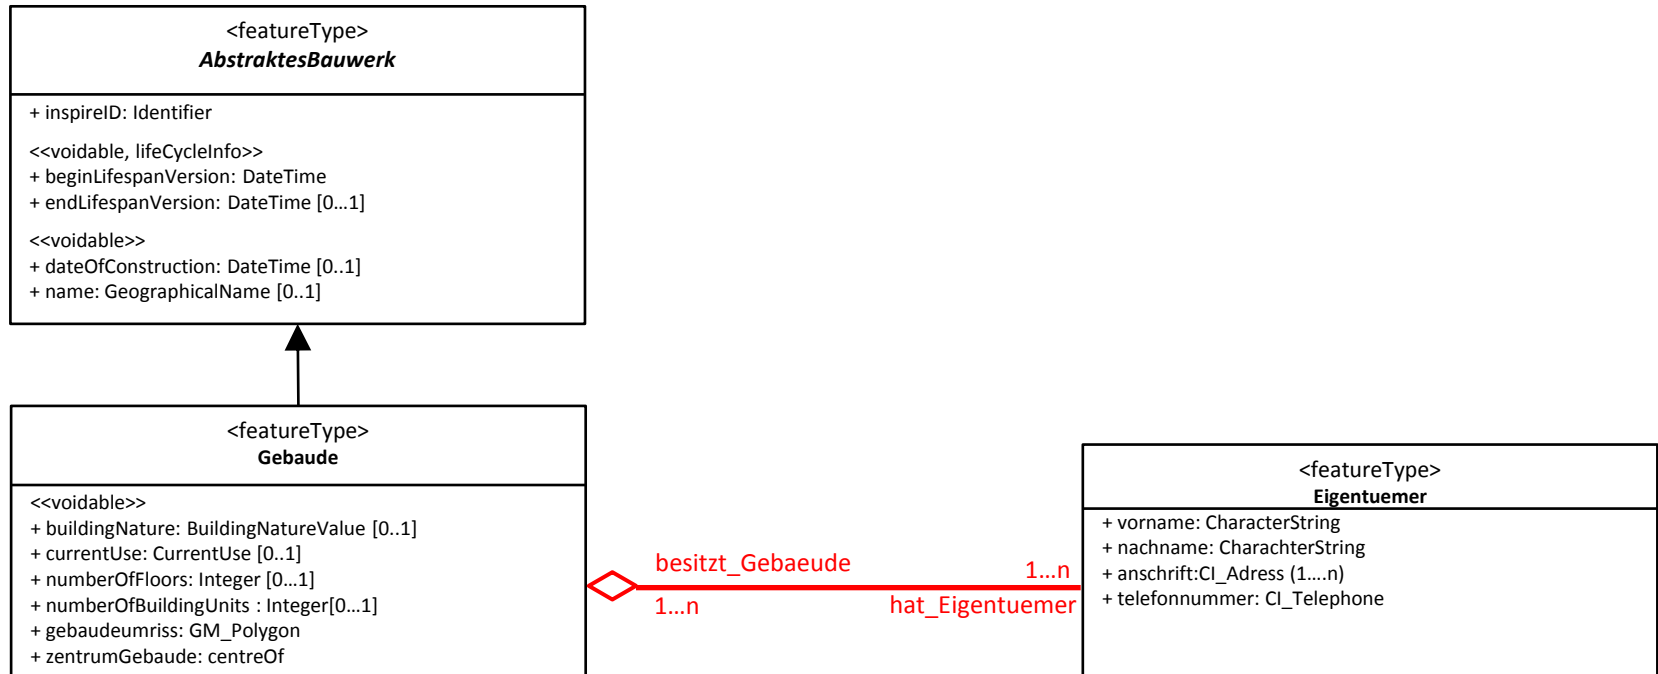 <featureType>
AbstraktesBauwerk
+ inspireID: Identifier
<<voidable, lifeCycleInfo>>
+ beginLifespanVersion: DateTime
+ endLifespanVersion: DateTime [0…1]
<<voidable>>
+ dateOfConstruction: DateTime [0..1]
+ name: GeographicalName [0..1]
<featureType>
Gebaude
<<voidable>>
+ buildingNature: BuildingNatureValue [0..1]
+ currentUse: CurrentUse [0..1]
+ numberOfFloors: Integer [0…1]
+ numberOfBuildingUnits : Integer[0…1]
+ gebaudeumriss: GM_Polygon
+ zentrumGebaude: centreOf
besitzt_Gebaeude
1…n
1…n
hat_Eigentuemer
<featureType>
Eigentuemer
+ vorname: CharacterString
+ nachname: CharachterString
+ anschrift:CI_Adress (1….n)
+ telefonnummer: CI_Telephone